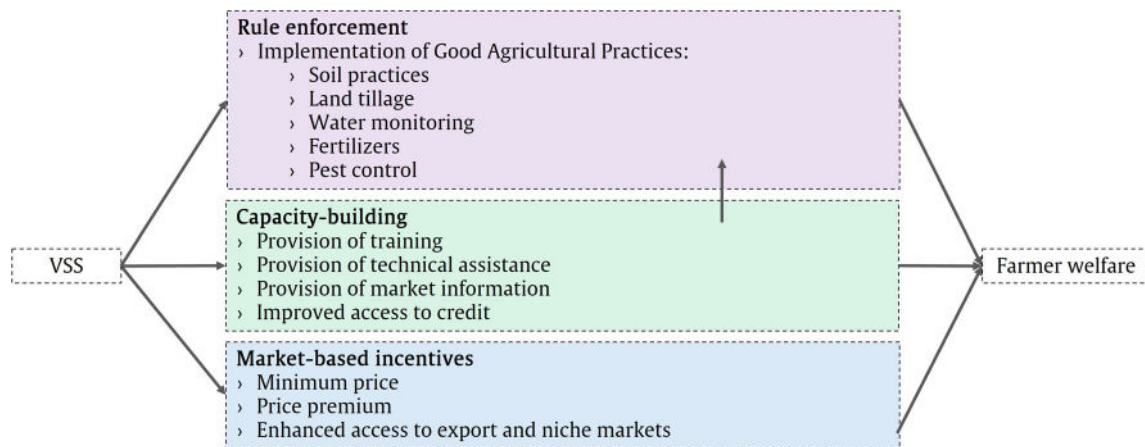 Rule enforcement
› Implementation of Good Agricultural Practices:
› Soil practices
› Land tillage
› Water monitoring
› Fertilizers
› Pest control
Capacity-building
› Provision of training
› Provision of technical assistance
› Provision of market information
› Improved access to credit
VSS
Farmer welfare
Market-based incentives
› Minimum price
› Price premium
› Enhanced access to export and niche markets